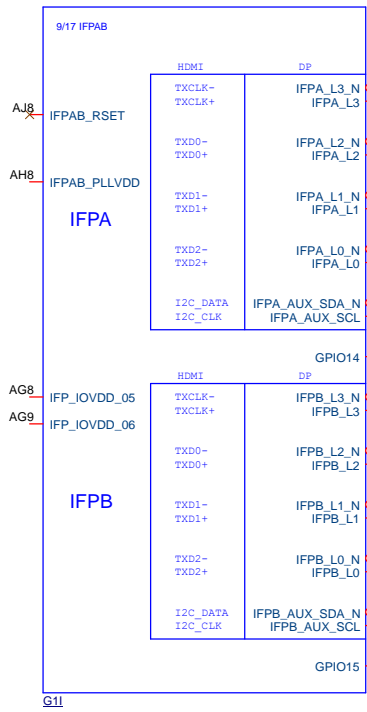 9/17 IFPAB
HDMI DP
TXCLK- IFPA_L3_N
TXCLK+ IFPA_L3
AJ8 IFPAB_RSET
TXD0- IFPA_L2_N
TXD0+ IFPA_L2
AH8 IFPAB_PLLVDD
TXD1- IFPA_L1_N
TXD1+ IFPA_L1
IFPA
TXD2- IFPA_L0_N
TXD2+ IFPA_L0
I2C_DATA IFPA_AUX_SDA_N
I2C_CLK IFPA_AUX_SCL
GPIO14
HDMI DP
AG8 IFP_IOVDD_05 TXCLK- IFPB_L3_N
TXCLK+ IFPB_L3
AG9 IFP_IOVDD_06
TXD0- IFPB_L2_N
TXD0+ IFPB_L2
IFPB
TXD1- IFPB_L1_N
TXD1+ IFPB_L1
TXD2- IFPB_L0_N
TXD2+ IFPB_L0
I2C_DATA IFPB_AUX_SDA_N
I2C_CLK IFPB_AUX_SCL
GPIO15
G1I